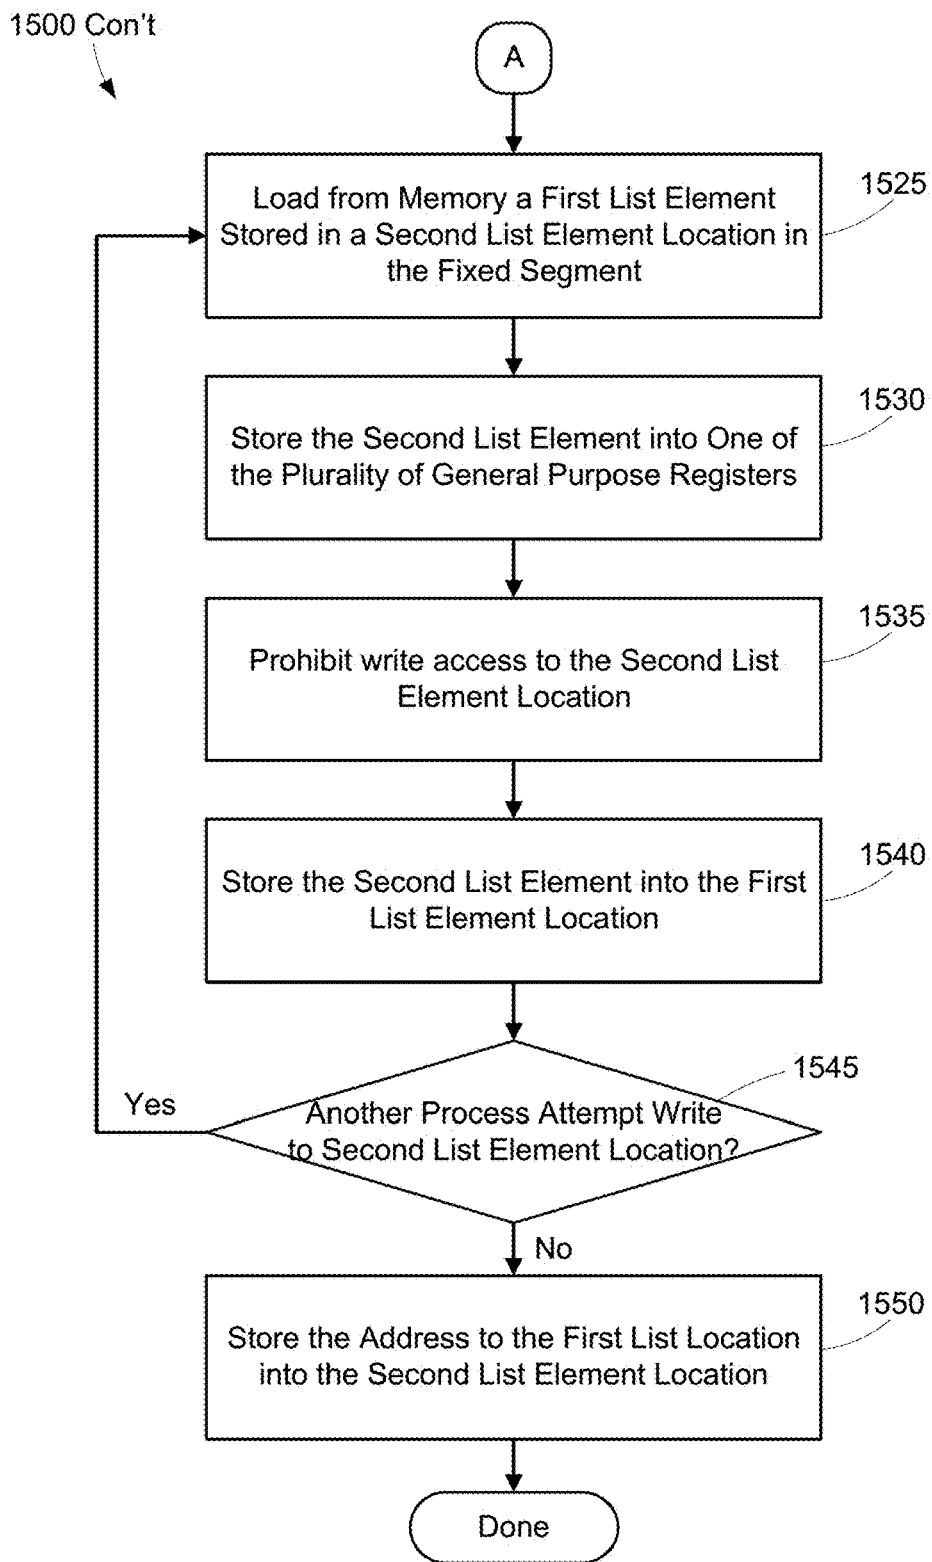 1500 Con't
A
Load from Memory a First List Element
Stored in a Second List Element Location in
the Fixed Segment
1525
Store the Second List Element into One of
the Plurality of General Purpose Registers
1530
Prohibit write access to the Second List
Element Location
1535
Store the Second List Element into the First
List Element Location
1540
Another Process Attempt Write
to Second List Element Location?
1545
Yes
No
Store the Address to the First List Location
into the Second List Element Location
1550
Done